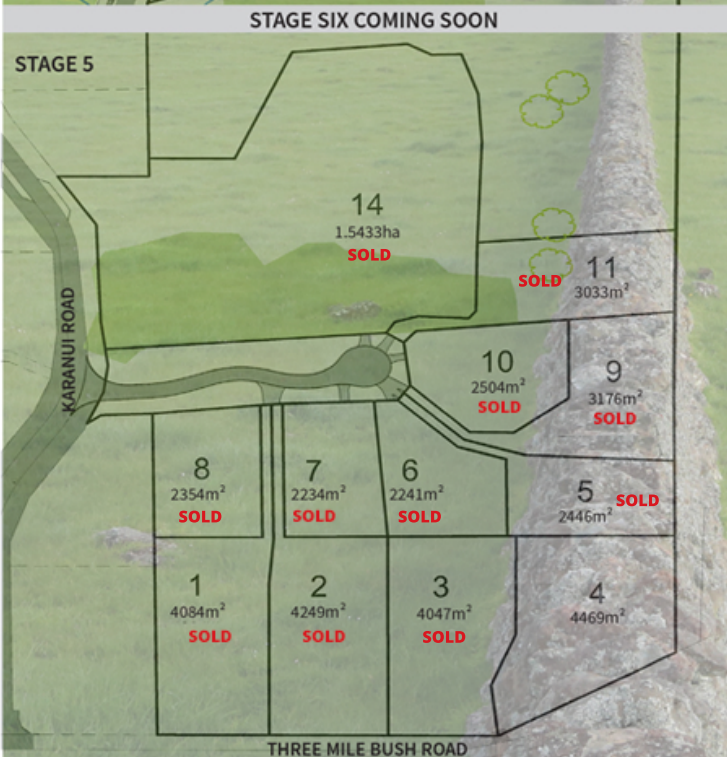 STAGE SIX COMING SOON
STAGE 5
14
1.5433ha
SOLD
11
SOLD
3033m²
KARANUI ROAD
10
2504m²
SOLD
9
3176m²
SOLD
8
2354m²
SOLD
7
2234m²
SOLD
6
2241m²
SOLD
5
SOLD
2446m²
1
4084m²
SOLD
2
4249m²
SOLD
3
4047m²
SOLD
4
4469m²
THREE MILE BUSH ROAD